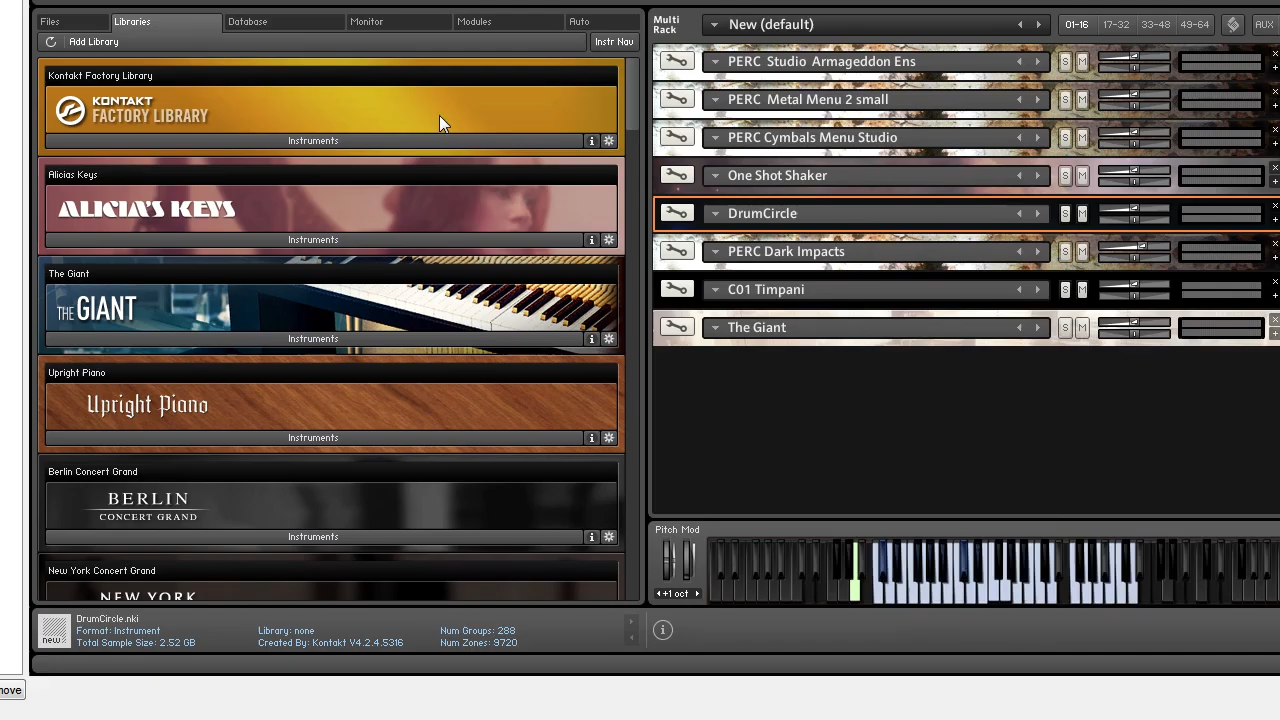 Files
Libraries
Database
Monitor
Modules
Auto
Add Library
Instr Nav
Kontakt Factory Library
KONTAKT
FACTORY LIBRARY
Instruments
Alicias Keys
ALICIA'S KEYS
Instruments
The Giant
THE GIANT
Instruments
Upright Piano
Upright Piano
Instruments
Berlin Concert Grand
BERLIN
CONCERT GRAND
Instruments
New York Concert Grand
NEW YORK
new
DrumCircle.nki
Format: Instrument
Total Sample Size: 2.52 GB
Library: none
Created By: Kontakt V4.2.4.5316
Num Groups: 288
Num Zones: 9720
Multi
Rack
New (default)
01-16
17-32
33-48
49-64
AUX
PERC Studio Armageddon Ens
S M
PERC Metal Menu 2 small
S M
PERC Cymbals Menu Studio
S M
One Shot Shaker
S M
DrumCircle
S M
PERC Dark Impacts
S M
C01 Timpani
S M
The Giant
S M
Pitch Mod
+1 oct
nove